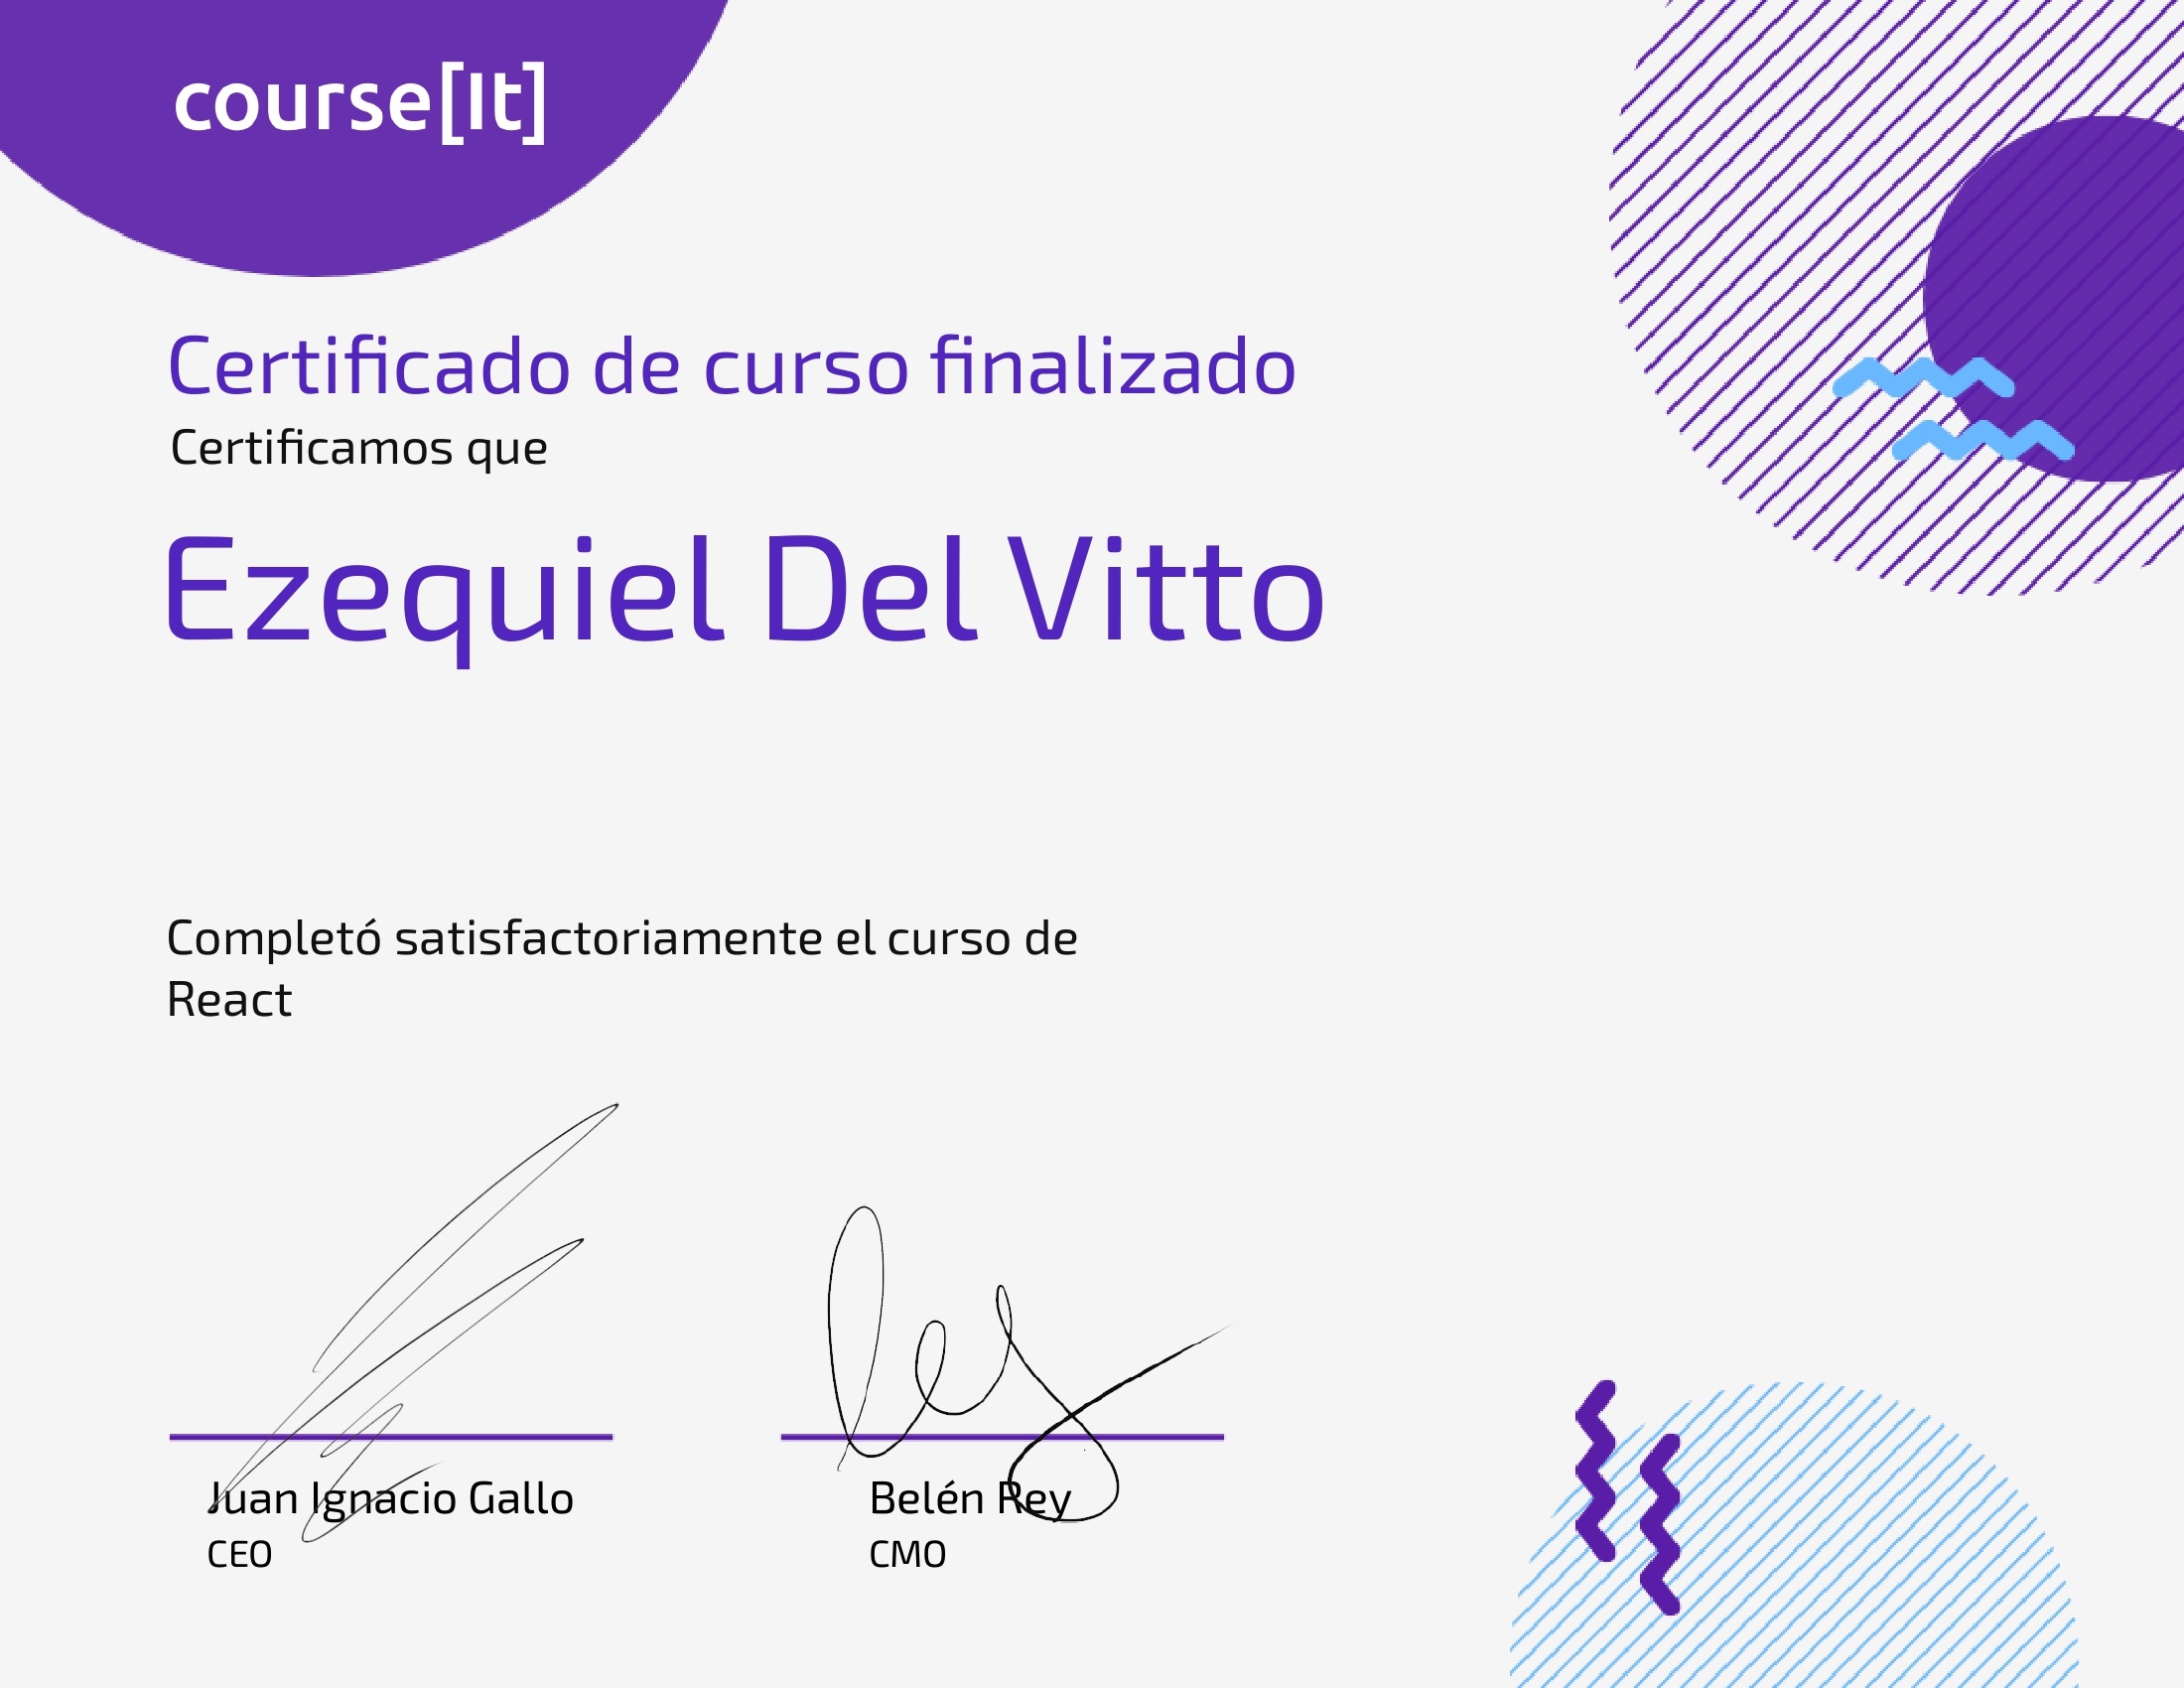 course[It]
Certificado de curso finalizado
Certificamos que
Ezequiel Del Vitto
Completó satisfactoriamente el curso de
React
Juan Ignacio Gallo
CEO
Belén Rey
CMO